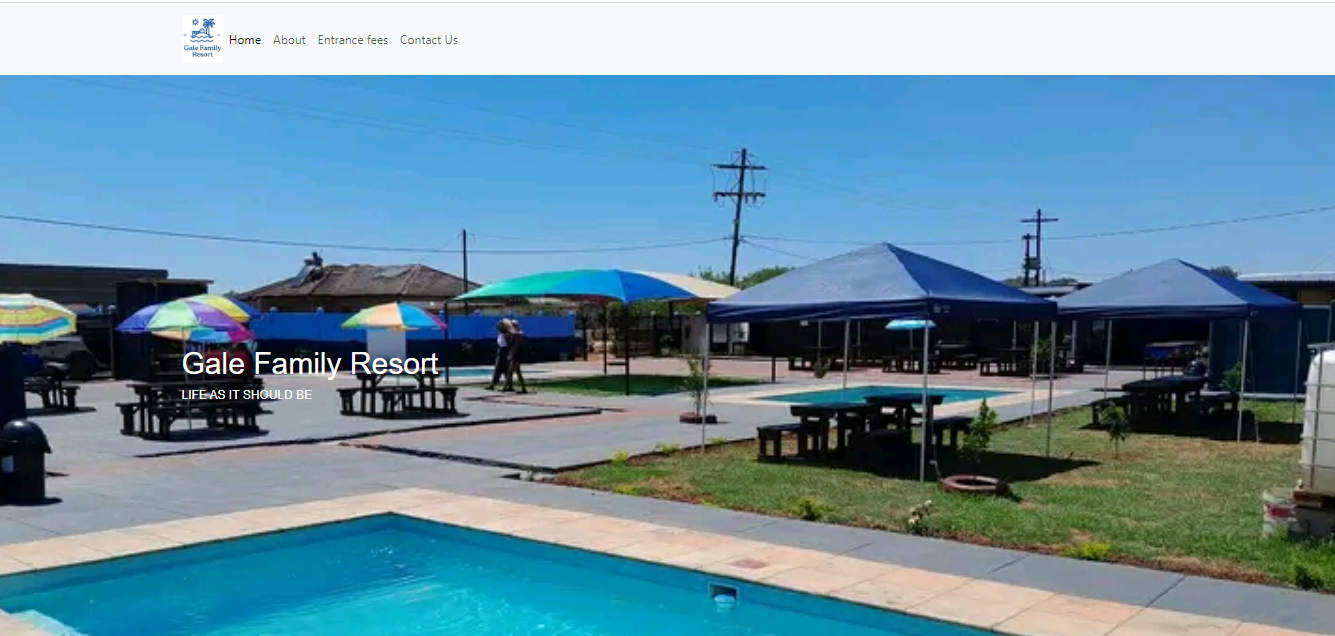 Gale Family
Resort
Home About Entrance fees Contact Us
Gale Family Resort
LIFE AS IT SHOULD BE